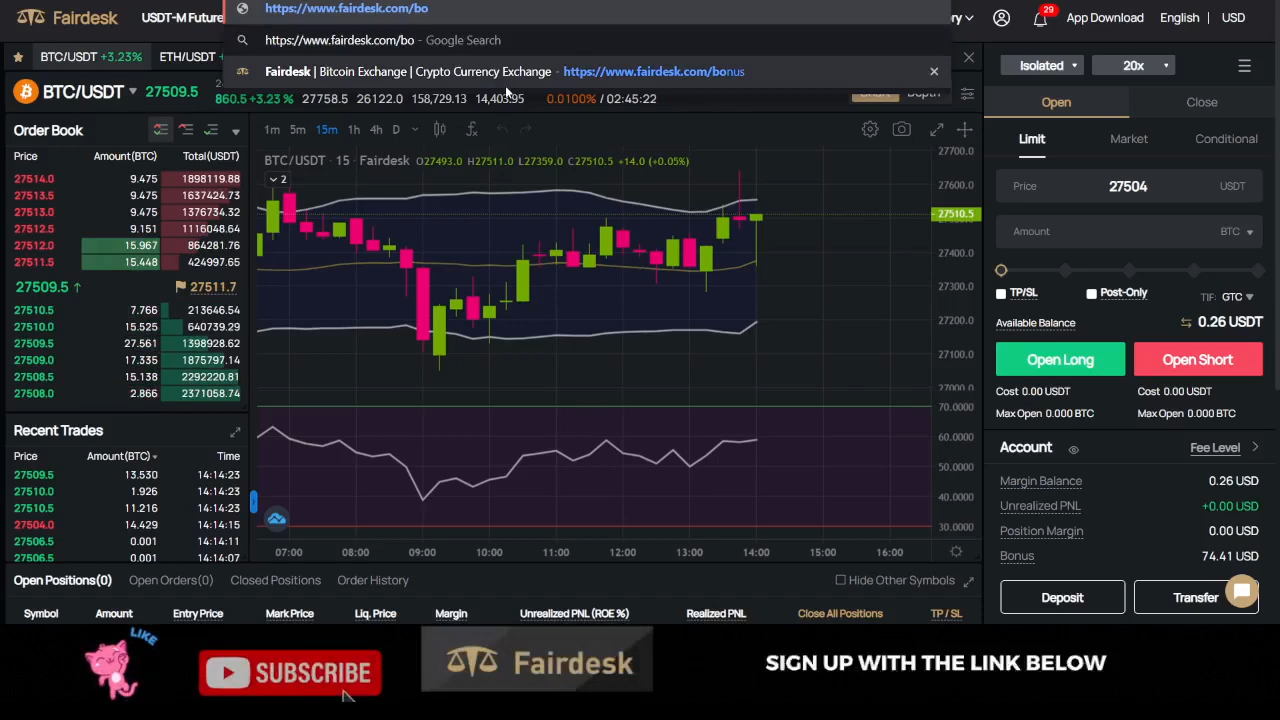 https://www.fairdesk.com/bo
Fairdesk
USDT-M Future
App Download
English
USD
29
https://www.fairdesk.com/bo - Google Search
BTC/USDT +3.23%
ETH/USDT
Fairdesk | Bitcoin Exchange | Crypto Currency Exchange - https://www.fairdesk.com/bonus
Isolated
20x
BTC/USDT
27509.5
860.5 +3.23 %
27758.5
26122.0
158,729.13
14,403.95
0.0100% / 02:45:22
Depth
Open
Close
Order Book
1m
5m
15m
1h
4h
D
Limit
Market
Conditional
Price
Amount(BTC)
Total(USDT)
BTC/USDT · 15 · Fairdesk O27493.0 H27511.0 L27359.0 C27510.5 +14.0 (+0.05%)
2
27514.0 9.475 1898119.88
27513.5 9.475 1637424.73
27513.0 9.475 1376734.32
27512.5 9.151 1116048.64
27512.0 15.967 864281.76
27511.5 15.448 424997.65
27509.5↑ 27511.7
27510.5 7.766 213646.54
27510.0 15.525 640739.29
27509.5 27.561 1398928.62
27509.0 17.335 1875797.14
27508.5 15.138 2292220.81
27508.0 2.866 2371058.74
27700.0
27600.0
27510.5
27400.0
27300.0
27200.0
27100.0
27000.0
70.0000
60.0000
50.0000
40.0000
30.0000
07:00
08:00
09:00
10:00
11:00
12:00
13:00
14:00
15:00
16:00
Price 27504 USDT
Amount BTC
TP/SL
Post-Only
TIF: GTC
Available Balance
0.26 USDT
Open Long
Open Short
Cost 0.00 USDT
Cost 0.00 USDT
Max Open 0.000 BTC
Max Open 0.000 BTC
Account
Fee Level
Margin Balance 0.26 USD
Unrealized PNL +0.00 USD
Position Margin 0.00 USD
Bonus 74.41 USD
Deposit
Transfer
Recent Trades
Price
Amount(BTC)
Time
27509.5 13.530 14:14:23
27510.0 1.926 14:14:23
27510.5 11.216 14:14:23
27504.0 14.429 14:14:15
27506.5 0.001 14:14:11
27506.5 0.001 14:14:07
Open Positions(0)
Open Orders(0)
Closed Positions
Order History
Hide Other Symbols
Symbol
Amount
Entry Price
Mark Price
Liq. Price
Margin
Unrealized PNL (ROE %)
Realized PNL
Close All Positions
TP / SL
LIKE
SUBSCRIBE
Fairdesk
SIGN UP WITH THE LINK BELOW